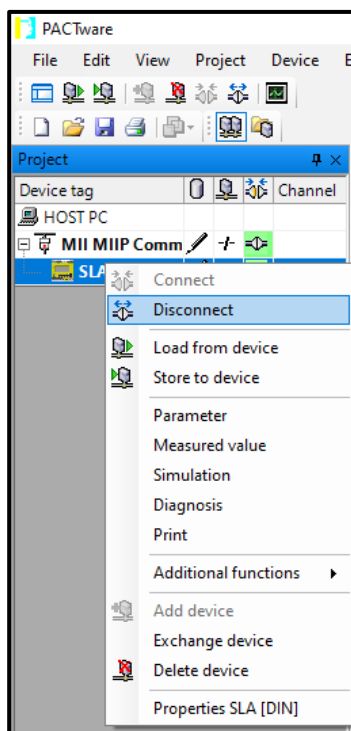 PACTware
File Edit View Project Device E
Project
Device tag Channel
HOST PC
MII MIIP Comm
SLA
Connect
Disconnect
Load from device
Store to device
Parameter
Measured value
Simulation
Diagnosis
Print
Additional functions
Add device
Exchange device
Delete device
Properties SLA [DIN]